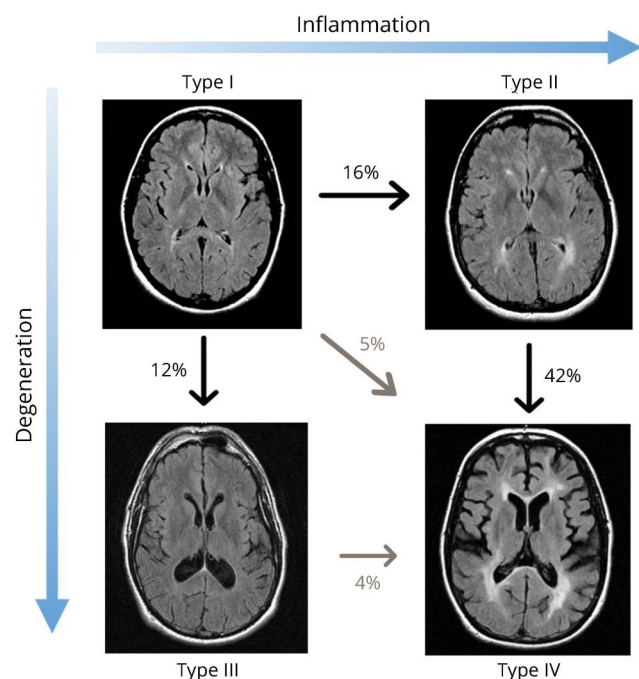 Inflammation
Type I
Type II
16%
Degeneration
12%
5%
42%
4%
Type III
Type IV